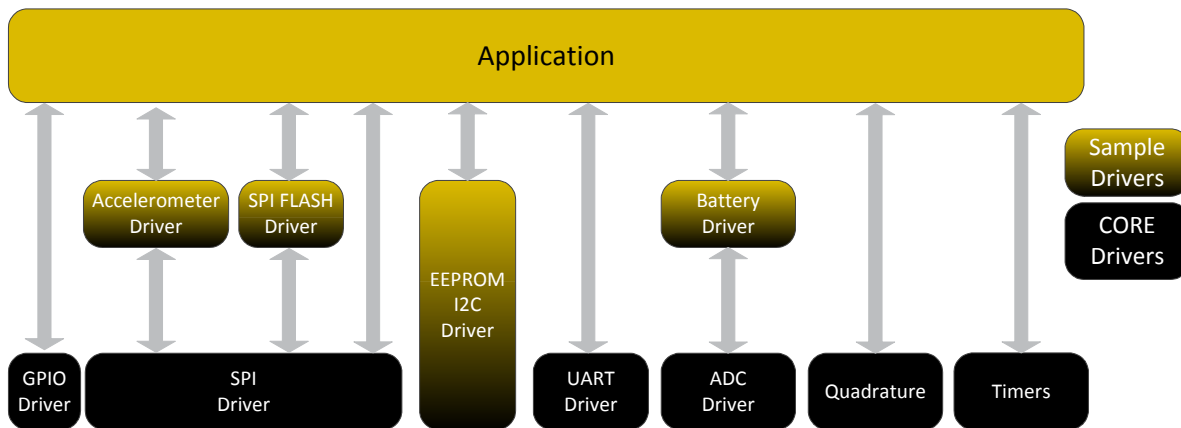 Application
Sample
Drivers
CORE
Drivers
Accelerometer
Driver
SPI FLASH
Driver
Battery
Driver
EEPROM
I2C
Driver
GPIO
Driver
SPI
Driver
UART
Driver
ADC
Driver
Quadrature
Timers